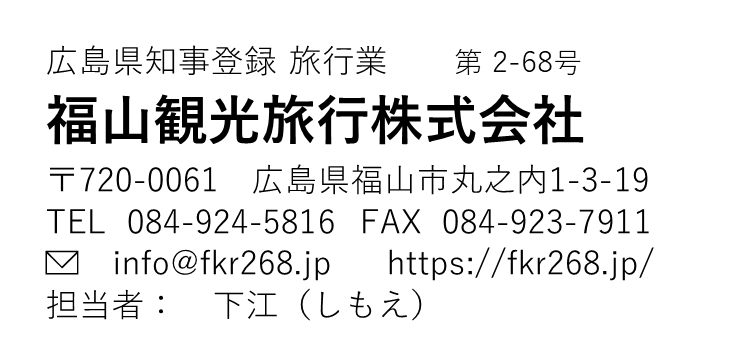 広島県知事登録 旅行業　　第 2-68号
福山観光旅行株式会社
〒720-0061　広島県福山市丸之内1-3-19
TEL 084-924-5816 FAX 084-923-7911
info@fkr268.jp　https://fkr268.jp/
担当者：　下江（しもえ）